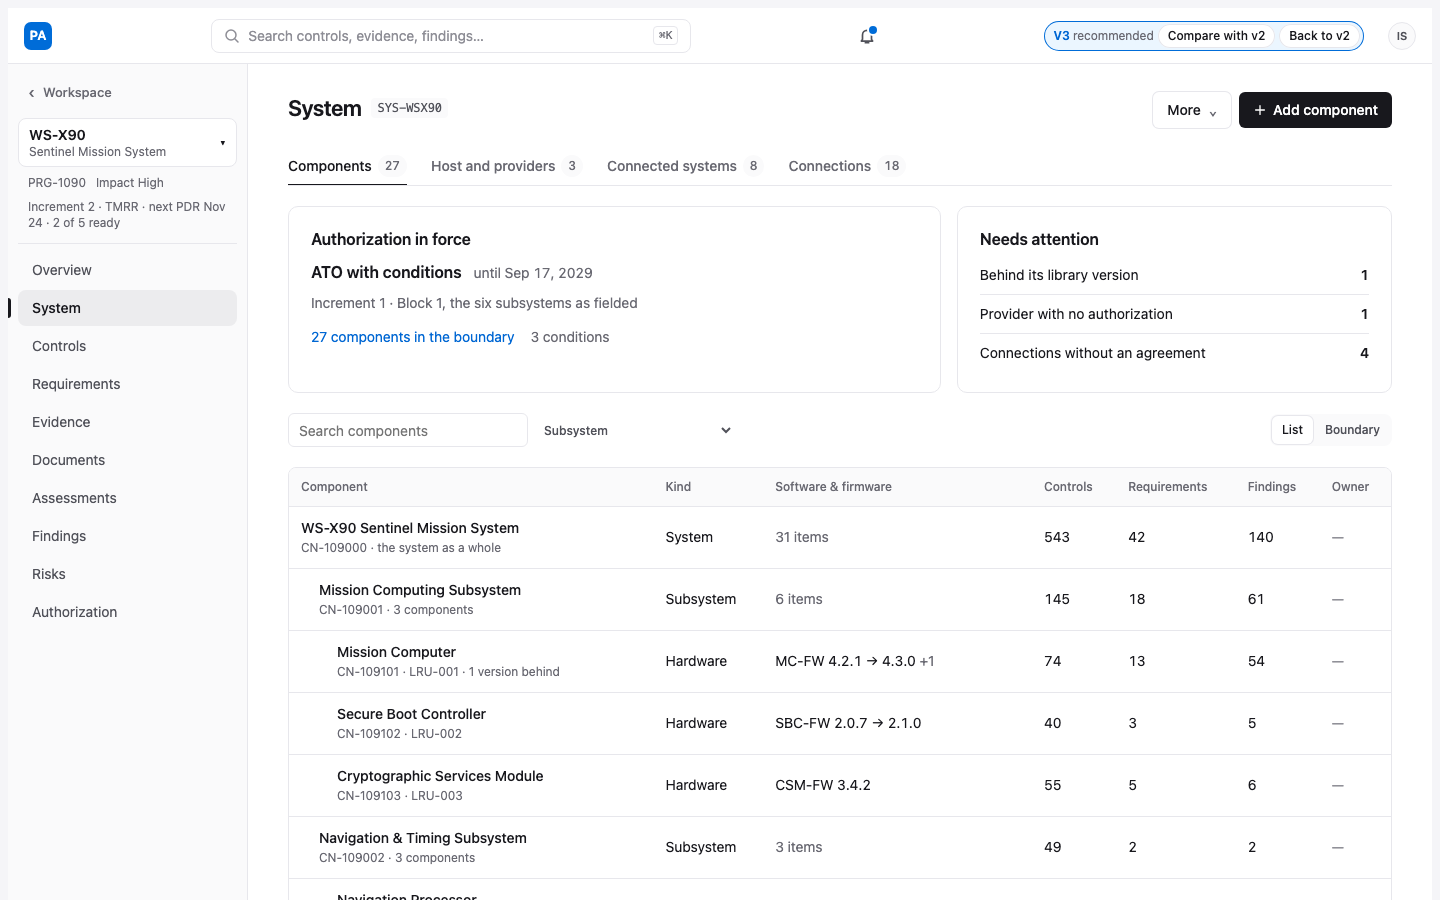 PA
Search controls, evidence, findings...
⌘K
V3 recommended
Compare with v2
Back to v2
IS
‹ Workspace
WS-X90
Sentinel Mission System
PRG-1090 Impact High
Increment 2 · TMRR · next PDR Nov
24 · 2 of 5 ready
Overview
System
Controls
Requirements
Evidence
Documents
Assessments
Findings
Risks
Authorization
System SYS-WSX90
More
+ Add component
Components 27
Host and providers 3
Connected systems 8
Connections 18
Authorization in force
ATO with conditions until Sep 17, 2029
Increment 1 · Block 1, the six subsystems as fielded
27 components in the boundary 3 conditions
Needs attention
Behind its library version 1
Provider with no authorization 1
Connections without an agreement 4
Search components
Subsystem
List
Boundary
Component Kind Software & firmware Controls Requirements Findings Owner
WS-X90 Sentinel Mission System
CN-109000 · the system as a whole
System 31 items 543 42 140 —
Mission Computing Subsystem
CN-109001 · 3 components
Subsystem 6 items 145 18 61 —
Mission Computer
CN-109101 · LRU-001 · 1 version behind
Hardware MC-FW 4.2.1 → 4.3.0 +1 74 13 54 —
Secure Boot Controller
CN-109102 · LRU-002
Hardware SBC-FW 2.0.7 → 2.1.0 40 3 5 —
Cryptographic Services Module
CN-109103 · LRU-003
Hardware CSM-FW 3.4.2 55 5 6 —
Navigation & Timing Subsystem
CN-109002 · 3 components
Subsystem 3 items 49 2 2 —
Navigation Processor